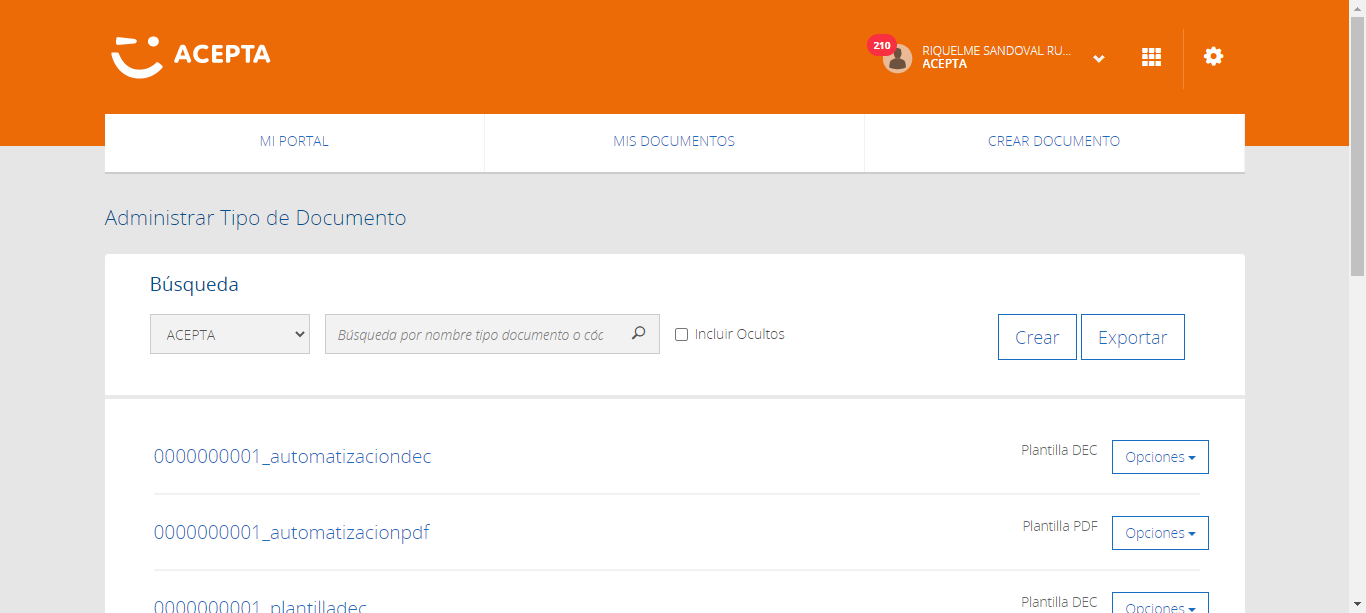 ACEPTA
210
RIQUELME SANDOVAL RU...
ACEPTA
MI PORTAL
MIS DOCUMENTOS
CREAR DOCUMENTO
Administrar Tipo de Documento
Búsqueda
ACEPTA
Búsqueda por nombre tipo documento o cóc
Incluir Ocultos
Crear
Exportar
0000000001_automatizaciondec
Plantilla DEC
Opciones
0000000001_automatizacionpdf
Plantilla PDF
Opciones
0000000001_plantilladec
Plantilla DEC
Opciones